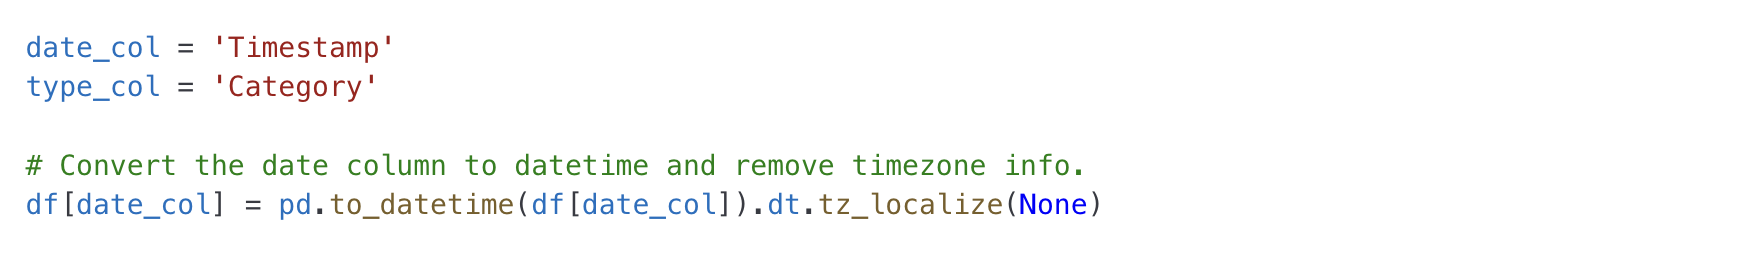 date_col = 'Timestamp'
type_col = 'Category'
# Convert the date column to datetime and remove timezone info.
df[date_col] = pd.to_datetime(df[date_col]).dt.tz_localize(None)